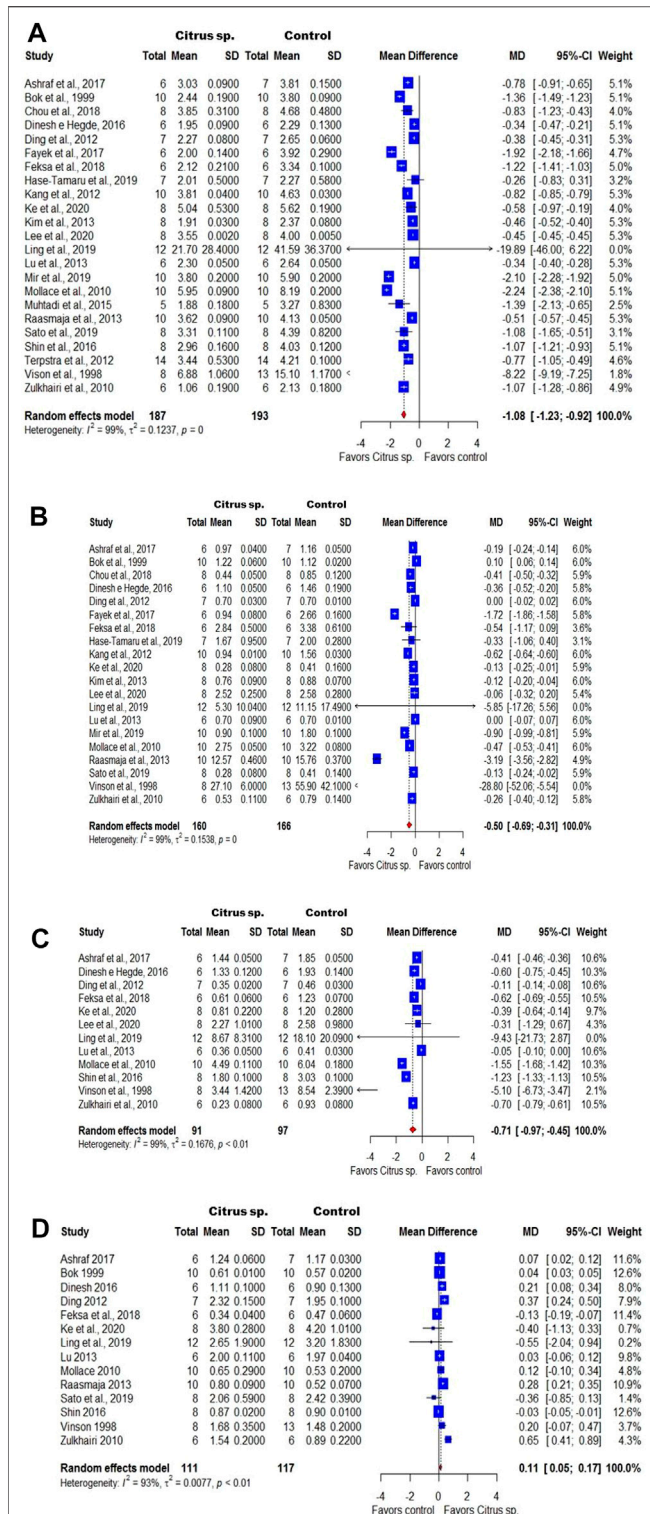 A
Citrus sp. Control
Study Total Mean SD Total Mean SD Mean Difference MD 95%-CI Weight
Ashraf et al., 2017 6 3.03 0.0900 7 3.81 0.1500 -0.78 [-0.91; -0.65] 5.1%
Bok et al., 1999 10 2.44 0.1900 10 3.80 0.0900 -1.36 [-1.49; -1.23] 5.1%
Chou et al., 2018 8 3.85 0.3100 8 4.68 0.4800 -0.83 [-1.23; -0.43] 4.2%
Dinesh e Hegde, 2016 6 1.95 0.0900 6 2.29 0.1300 -0.34 [-0.47; -0.21] 5.1%
Ding et al., 2012 7 2.27 0.0800 7 2.65 0.0600 -0.38 [-0.45; -0.31] 5.2%
Fayek et al., 2017 6 2.00 0.1400 6 3.92 0.2900 -1.92 [-2.18; -1.66] 4.7%
Feksa et al., 2018 6 2.12 0.2100 6 3.34 0.1000 -1.22 [-1.41; -1.03] 4.9%
Hase-Tamaru et al., 2019 7 2.01 0.5000 7 2.27 0.5800 -0.26 [-0.83; 0.31] 3.5%
Kang et al., 2012 10 3.81 0.0400 10 4.63 0.0300 -0.82 [-0.85; -0.79] 5.2%
Ke et al., 2020 8 5.04 0.5300 8 5.62 0.1900 -0.58 [-0.97; -0.19] 4.3%
Kim et al., 2013 8 1.91 0.0300 8 2.37 0.0800 -0.46 [-0.52; -0.40] 5.2%
Lee et al., 2020 8 3.55 0.0020 8 4.00 0.0050 -0.45 [-0.45; -0.45] 5.2%
Ling et al., 2019 12 21.70 28.4000 12 41.59 36.3700 -19.89 [-46.00; 6.22] 0.0%
Lu et al., 2013 6 2.30 0.0500 6 2.64 0.0500 -0.34 [-0.40; -0.28] 5.2%
Mir et al., 2019 10 3.80 0.2000 10 5.90 0.2000 -2.10 [-2.28; -1.92] 4.9%
Mollace et al., 2010 10 5.95 0.0900 10 8.19 0.2000 -2.24 [-2.38; -2.10] 5.1%
Muhtadi et al., 2015 5 1.88 0.1800 5 3.27 0.8300 -1.39 [-2.13; -0.65] 2.8%
Raasmaja et al., 2013 10 3.62 0.0900 10 4.13 0.0500 -0.51 [-0.57; -0.45] 5.2%
Sato et al., 2019 8 3.31 0.1100 8 4.39 0.8200 -1.08 [-1.65; -0.51] 3.5%
Shin et al., 2016 8 2.96 0.1600 8 4.03 0.1200 -1.07 [-1.21; -0.93] 5.1%
Terpstra et al., 2012 14 3.44 0.5300 14 4.21 0.1000 -0.77 [-1.05; -0.49] 4.6%
Vison et al., 1998 8 6.88 1.0600 13 15.10 1.1700 -8.22 [-9.19; -7.25] 1.8%
Zulkhairi et al., 2010 6 1.06 0.1900 6 2.13 0.1800 -1.07 [-1.28; -0.86] 4.9%
Random effects model 187 193 -1.08 [-1.23; -0.92] 100.0%
Heterogeneity: I² = 99%, τ² = 0.1237, p = 0
-4 -2 0 2 4
Favors Citrus sp. Favors control
B
Citrus sp. Control
Study Total Mean SD Total Mean SD Mean Difference MD 95%-CI Weight
Ashraf et al., 2017 6 0.97 0.0400 7 1.16 0.0500 -0.19 [-0.24; -0.14] 6.0%
Bok et al., 1999 10 1.22 0.0600 10 1.12 0.0200 0.10 [0.06; 0.14] 6.0%
Chou et al., 2018 8 0.44 0.0500 8 0.85 0.1200 -0.41 [-0.50; -0.32] 5.9%
Dinesh e Hegde, 2016 6 1.10 0.0500 6 1.46 0.1900 -0.36 [-0.52; -0.20] 5.8%
Ding et al., 2012 7 0.70 0.0300 7 0.70 0.0100 0.00 [-0.02; 0.02] 6.0%
Fayek et al., 2017 6 0.94 0.0800 6 2.66 0.1600 -1.72 [-1.86; -1.58] 5.8%
Feksa et al., 2018 6 2.84 0.5000 6 3.38 0.6100 -0.54 [-1.17; 0.09] 3.6%
Hase-Tamaru et al., 2019 7 1.67 0.9500 7 2.00 0.2800 -0.33 [-1.06; 0.40] 3.1%
Kang et al., 2012 10 0.94 0.0100 10 1.56 0.0300 -0.62 [-0.64; -0.60] 6.0%
Ke et al., 2020 8 0.28 0.0800 8 0.41 0.1600 -0.13 [-0.25; -0.01] 5.9%
Kim et al., 2013 8 0.76 0.0900 8 0.88 0.0700 -0.12 [-0.20; -0.04] 5.9%
Lee et al., 2020 8 2.52 0.2500 8 2.58 0.2800 -0.06 [-0.32; 0.20] 5.4%
Ling et al., 2019 12 5.30 10.0400 12 11.15 17.4900 -5.85 [-17.26; 5.56] 0.0%
Lu et al., 2013 6 0.70 0.0900 6 0.70 0.0100 0.00 [-0.07; 0.07] 6.0%
Mir et al., 2019 10 0.90 0.1000 10 1.80 0.1000 -0.90 [-0.99; -0.81] 5.9%
Mollace et al., 2010 10 2.75 0.0500 10 3.22 0.0800 -0.47 [-0.53; -0.41] 6.0%
Raasmaja et al., 2013 10 12.57 0.4600 10 15.76 0.3700 -3.19 [-3.56; -2.82] 4.9%
Sato et al., 2019 8 0.28 0.0800 8 0.41 0.1400 -0.13 [-0.24; -0.02] 5.9%
Vinson et al., 1998 8 27.10 6.0000 13 55.90 42.1000 -28.80 [-52.06; -5.54] 0.0%
Zulkhairi et al., 2010 6 0.53 0.1100 6 0.79 0.1400 -0.26 [-0.40; -0.12] 5.8%
Random effects model 160 166 -0.50 [-0.69; -0.31] 100.0%
Heterogeneity: I² = 99%, τ² = 0.1538, p = 0
-4 -2 0 2 4
Favors Citrus sp. Favors control
C
Citrus sp. Control
Study Total Mean SD Total Mean SD Mean Difference MD 95%-CI Weight
Ashraf et al., 2017 6 1.44 0.0500 7 1.85 0.0500 -0.41 [-0.46; -0.36] 10.6%
Dinesh e Hegde, 2016 6 1.33 0.1200 6 1.93 0.1400 -0.60 [-0.75; -0.45] 10.3%
Ding et al., 2012 7 0.35 0.0200 7 0.46 0.0300 -0.11 [-0.14; -0.08] 10.6%
Feksa et al., 2018 6 0.61 0.0600 6 1.23 0.0700 -0.62 [-0.69; -0.55] 10.5%
Ke et al., 2020 8 0.81 0.2200 8 1.20 0.2800 -0.39 [-0.64; -0.14] 9.7%
Lee et al., 2020 8 2.27 1.0100 8 2.58 0.9800 -0.31 [-1.29; 0.67] 4.3%
Ling et al., 2019 12 8.67 8.3100 12 18.10 20.0900 -9.43 [-21.73; 2.87] 0.0%
Lu et al., 2013 6 0.36 0.0500 6 0.41 0.0300 -0.05 [-0.10; 0.00] 10.6%
Mollace et al., 2010 10 4.49 0.1100 10 6.04 0.1800 -1.55 [-1.68; -1.42] 10.4%
Shin et al., 2016 8 1.80 0.1000 8 3.03 0.1000 -1.23 [-1.33; -1.13] 10.5%
Vinson et al., 1998 8 3.44 1.4200 13 8.54 2.3900 -5.10 [-6.73; -3.47] 2.1%
Zulkhairi et al., 2010 6 0.23 0.0800 6 0.93 0.0800 -0.70 [-0.79; -0.61] 10.5%
Random effects model 91 97 -0.71 [-0.97; -0.45] 100.0%
Heterogeneity: I² = 99%, τ² = 0.1676, p < 0.01
-4 -2 0 2 4
Favors Citrus sp. Favors control
D
Citrus sp. Control
Study Total Mean SD Total Mean SD Mean Difference MD 95%-CI Weight
Ashraf 2017 6 1.24 0.0600 7 1.17 0.0300 0.07 [0.02; 0.12] 11.6%
Bok 1999 10 0.61 0.0100 10 0.57 0.0200 0.04 [0.03; 0.05] 12.6%
Dinesh 2016 6 1.11 0.1000 6 0.90 0.1300 0.21 [0.08; 0.34] 8.0%
Ding 2012 7 2.32 0.1500 7 1.95 0.1000 0.37 [0.24; 0.50] 7.9%
Feksa et al., 2018 6 0.34 0.0400 6 0.47 0.0600 -0.13 [-0.19; -0.07] 11.4%
Ke et al., 2020 8 3.80 0.2800 8 4.20 1.0100 -0.40 [-1.13; 0.33] 0.7%
Ling et al., 2019 12 2.65 1.9000 12 3.20 1.8300 -0.55 [-2.04; 0.94] 0.2%
Lu 2013 6 2.00 0.1100 6 1.97 0.0400 0.03 [-0.06; 0.12] 9.8%
Mollace 2010 10 0.65 0.2900 10 0.53 0.2000 0.12 [-0.10; 0.34] 4.8%
Raasmaja 2013 10 0.80 0.0900 10 0.52 0.0700 0.28 [0.21; 0.35] 10.9%
Sato et al., 2019 8 2.06 0.5900 8 2.42 0.3900 -0.36 [-0.85; 0.13] 1.4%
Shin 2016 8 0.87 0.0200 8 0.90 0.0100 -0.03 [-0.05; -0.01] 12.6%
Vinson 1998 8 1.68 0.3500 13 1.48 0.2000 0.20 [-0.07; 0.47] 3.8%
Zulkhairi 2010 6 1.54 0.2000 6 0.89 0.2200 0.65 [0.41; 0.89] 4.3%
Random effects model 111 117 0.11 [0.05; 0.17] 100.0%
Heterogeneity: I² = 93%, τ² = 0.0077, p < 0.01
-4 -2 0 2 4
Favors control Favors Citrus sp.